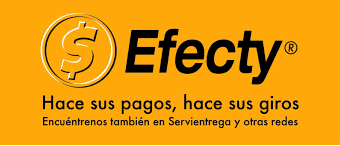 $ Efecty®
Hace sus pagos, hace sus giros
Encuéntrenos también en Servientrega y otras redes